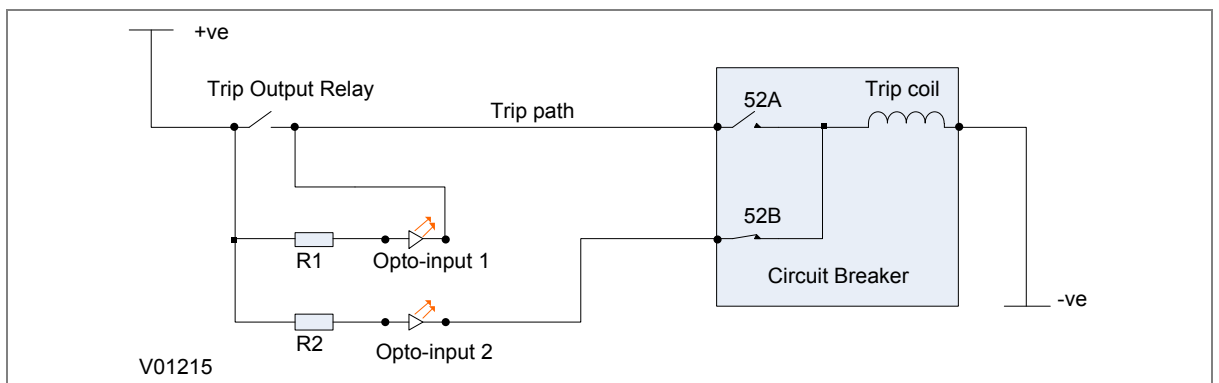 +ve
Trip Output Relay
Trip path
52A
Trip coil
52B
R1
Opto-input 1
Circuit Breaker
-ve
R2
Opto-input 2
V01215